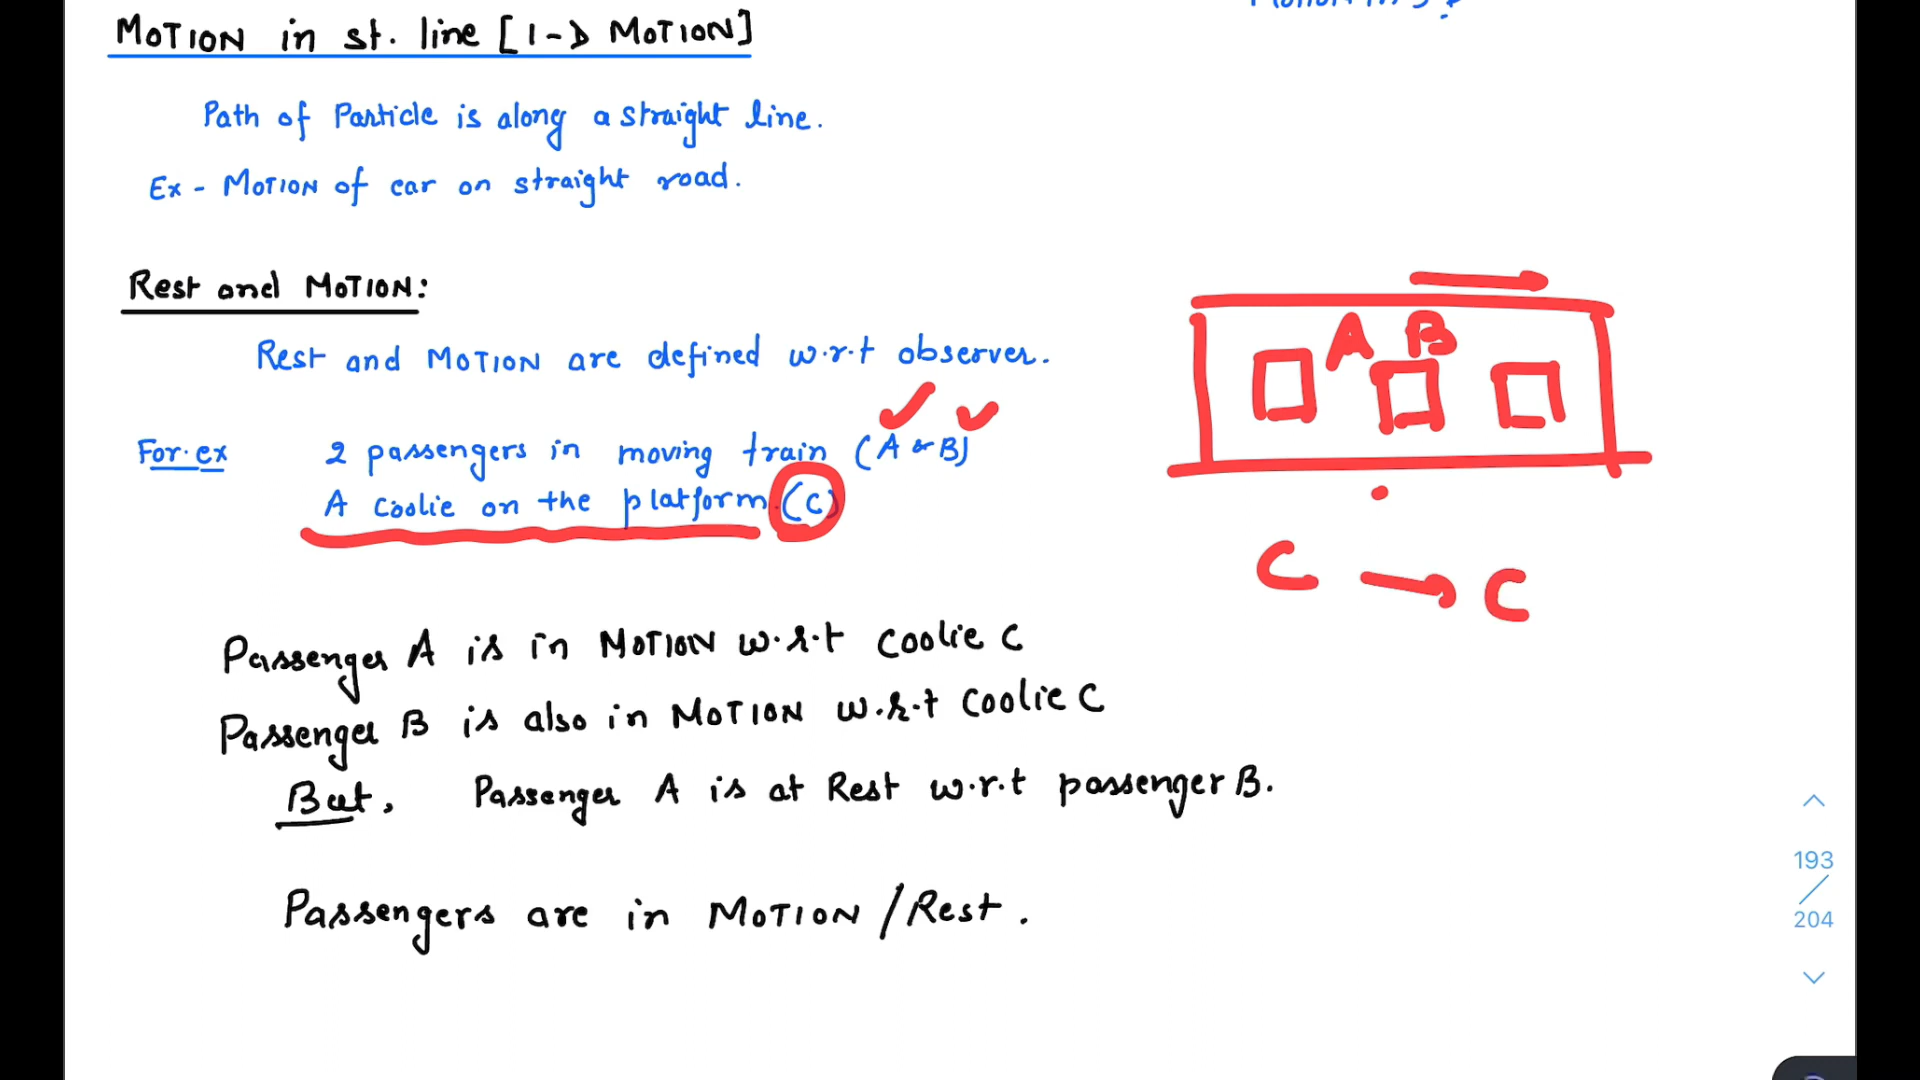 MOTION in st. line [1-D MOTION]
Path of Particle is along a straight line.
Ex - MOTION of car on straight road.
Rest and MOTION:
Rest and MOTION are defined w.r.t observer.
For.ex 2 passengers in moving train (A & B)
A coolie on the platform.(C)
A B
C → C
Passenger A is in MOTION w.r.t coolie C
Passenger B is also in MOTION w.r.t coolie C
But, Passenger A is at Rest w.r.t passenger B.
Passengers are in MOTION/Rest.
193
/
204